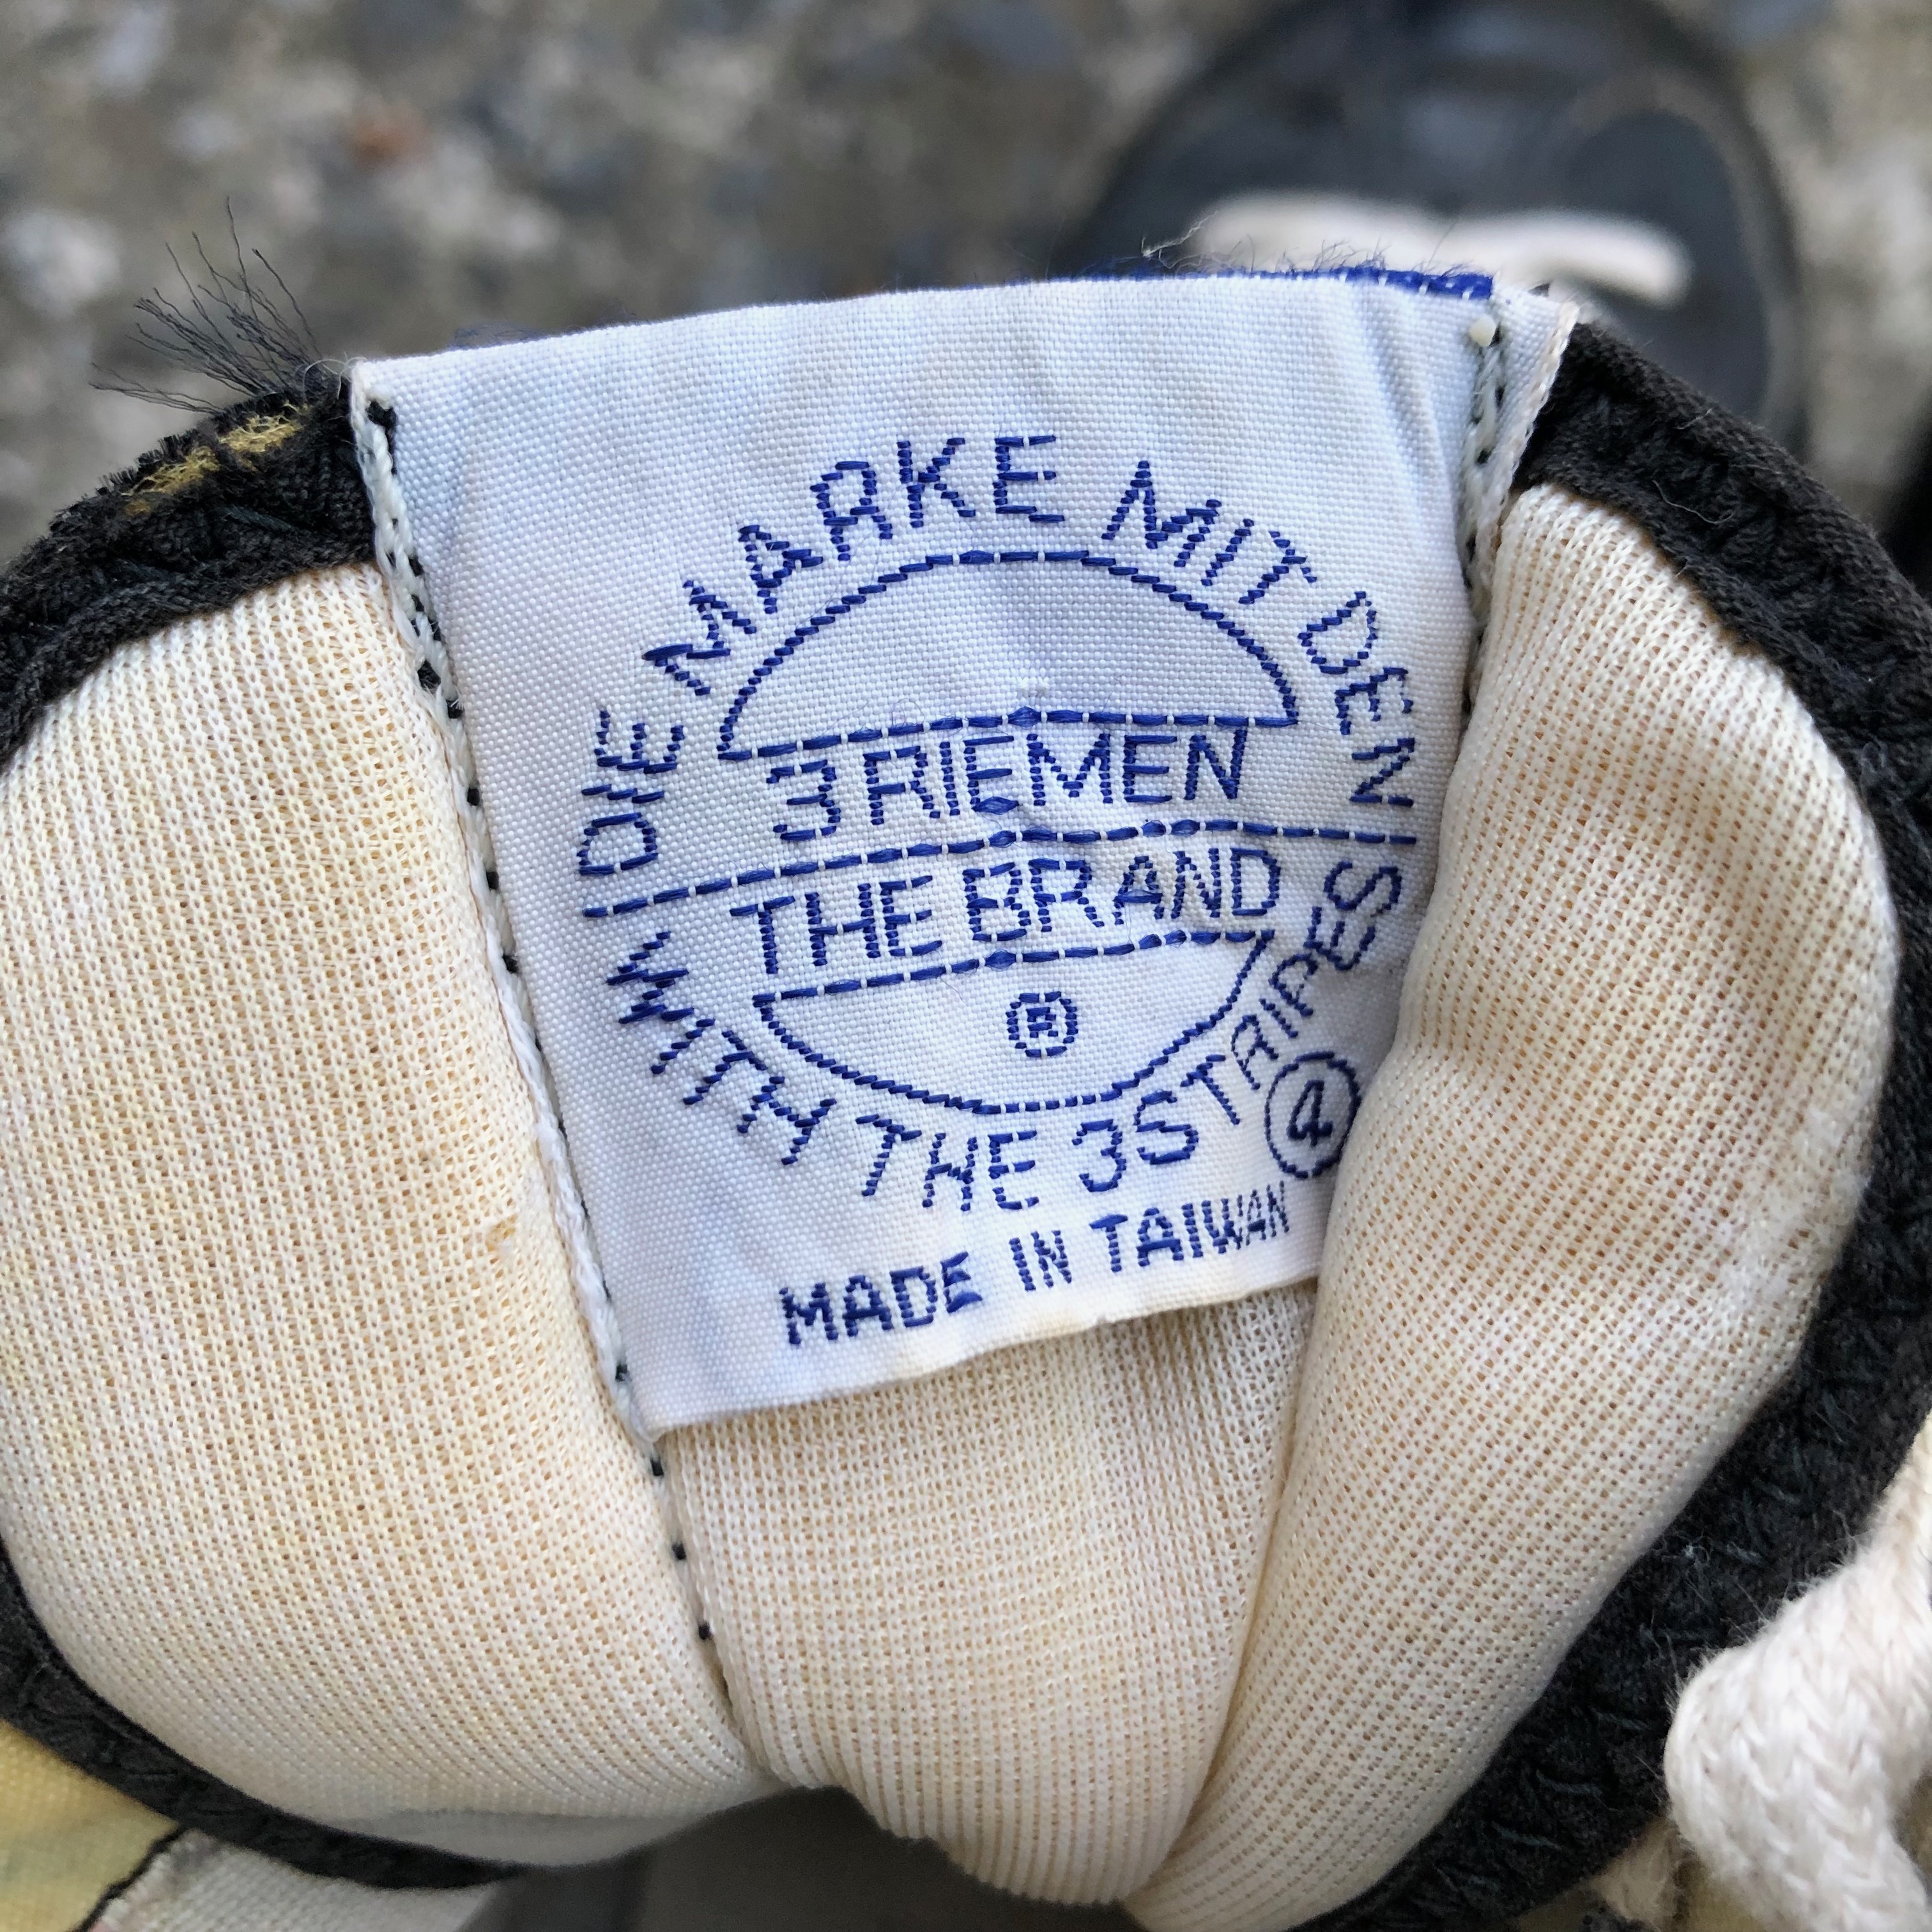 DIE MARKE MIT DEN
3 RIEMEN
THE BRAND
®
WITH THE 3 STRIPES
4
MADE IN TAIWAN